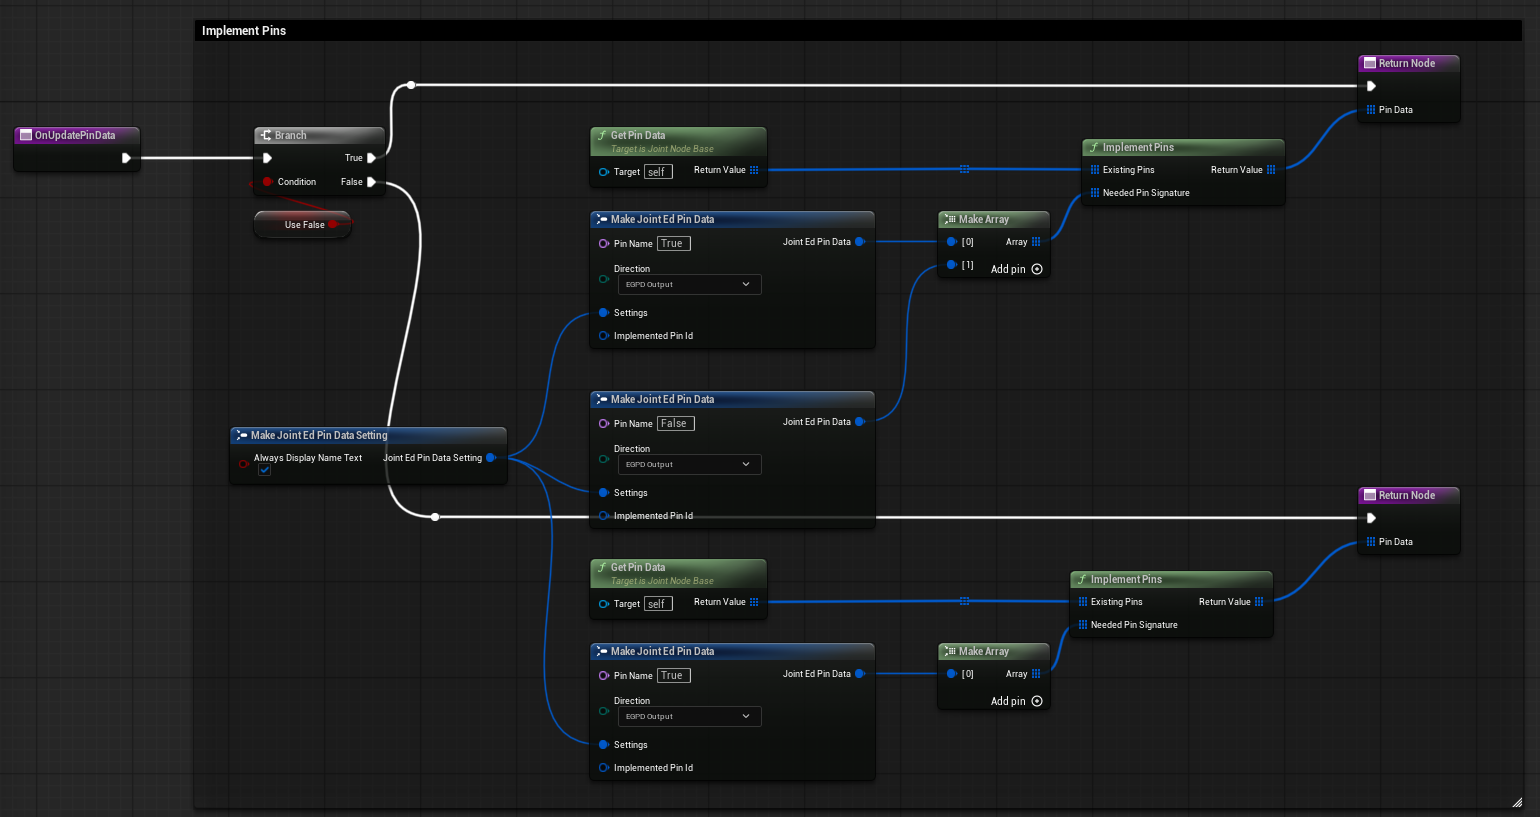 Implement Pins
OnUpdatePinData
Branch
True
Condition
False
Use False
Get Pin Data
Target is Joint Node Base
Target
self
Return Value
Implement Pins
Existing Pins
Return Value
Needed Pin Signature
Return Node
Pin Data
Make Joint Ed Pin Data
Pin Name
True
Joint Ed Pin Data
Direction
EGPD Output
Settings
Implemented Pin Id
Make Array
[0]
Array
[1]
Add pin
Make Joint Ed Pin Data
Pin Name
False
Joint Ed Pin Data
Direction
EGPD Output
Settings
Implemented Pin Id
Make Joint Ed Pin Data Setting
Always Display Name Text
Joint Ed Pin Data Setting
Return Node
Pin Data
Get Pin Data
Target is Joint Node Base
Target
self
Return Value
Implement Pins
Existing Pins
Return Value
Needed Pin Signature
Make Joint Ed Pin Data
Pin Name
True
Joint Ed Pin Data
Direction
EGPD Output
Settings
Implemented Pin Id
Make Array
[0]
Array
Add pin